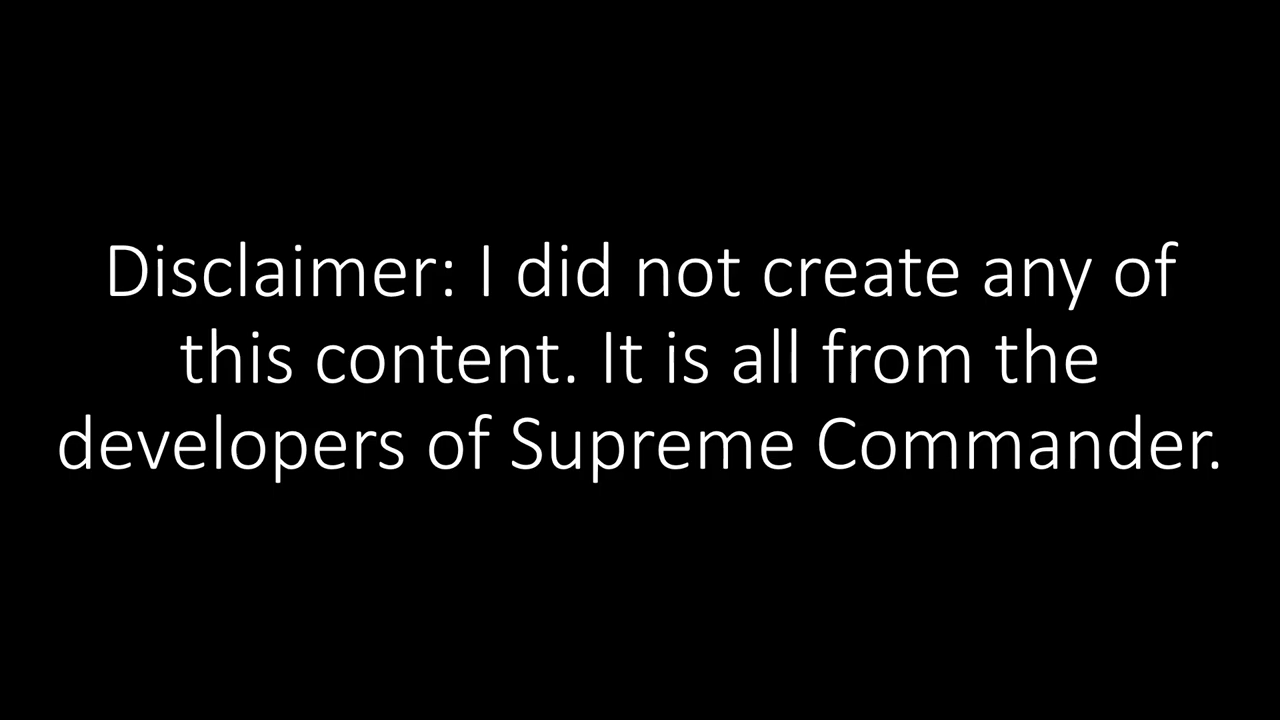 Disclaimer: I did not create any of
this content. It is all from the
developers of Supreme Commander.